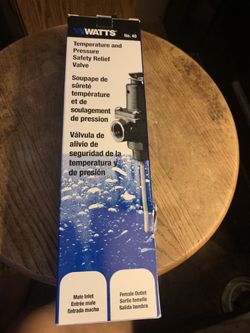 WATTS
No. 40
Temperature and
Pressure
Safety Relief
Valve
Soupape de
sûreté
température
et de
soulagement
de pression
Válvula de
alivio de
seguridad de la
temperatura y
de presión
Male Inlet
Entrée mâle
Entrada macho
Female Outlet
Sortie femelle
Salida hembra